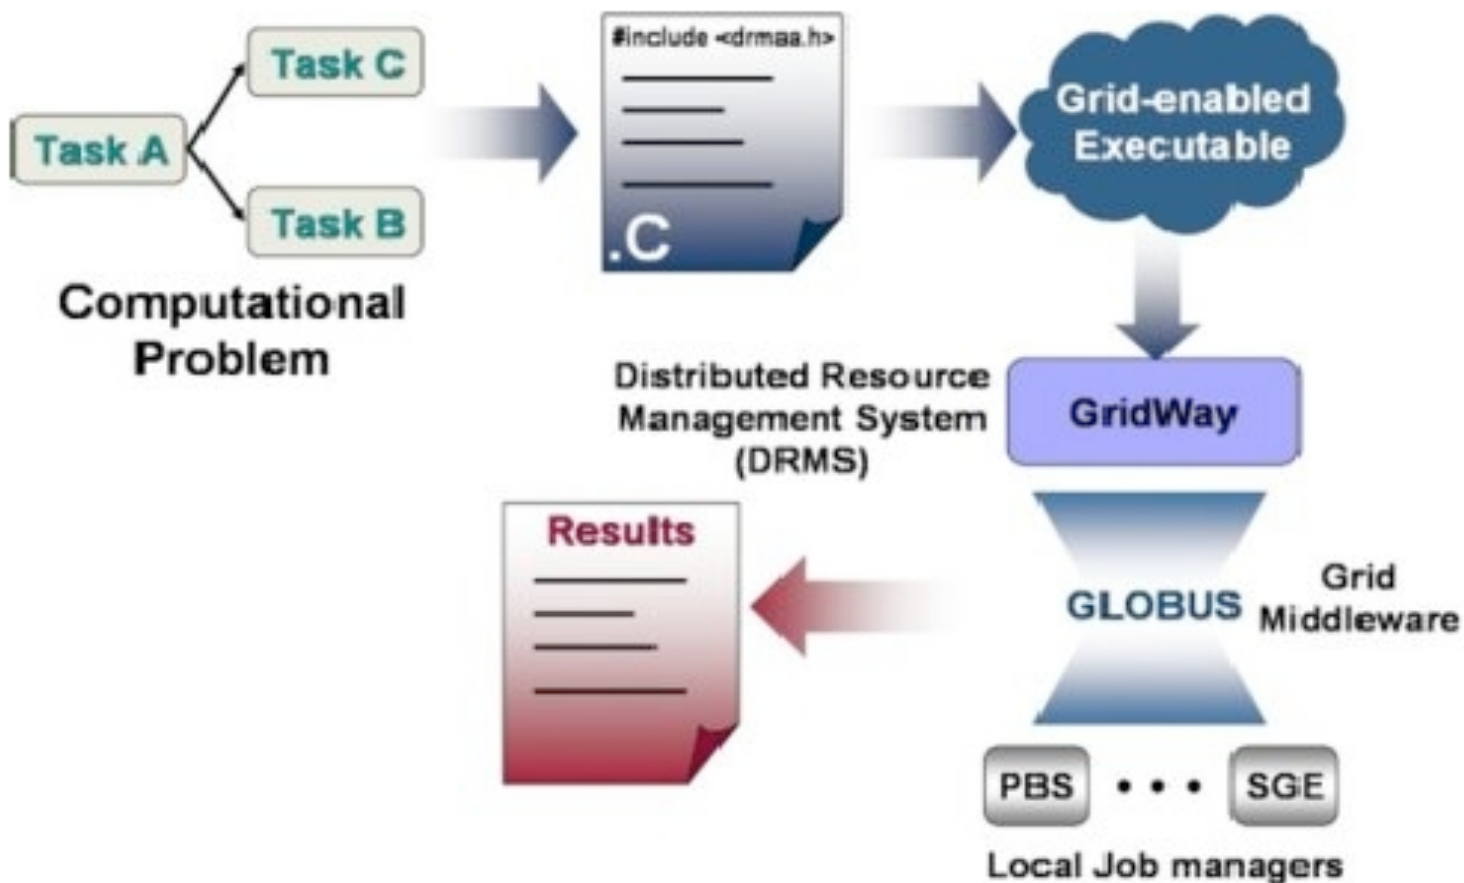 Task C
Task A
Task B
Computational
Problem
#include <drmaa.h>
.C
Grid-enabled
Executable
Distributed Resource
Management System
(DRMS)
GridWay
Results
GLOBUS
Grid
Middleware
PBS • • • SGE
Local Job managers